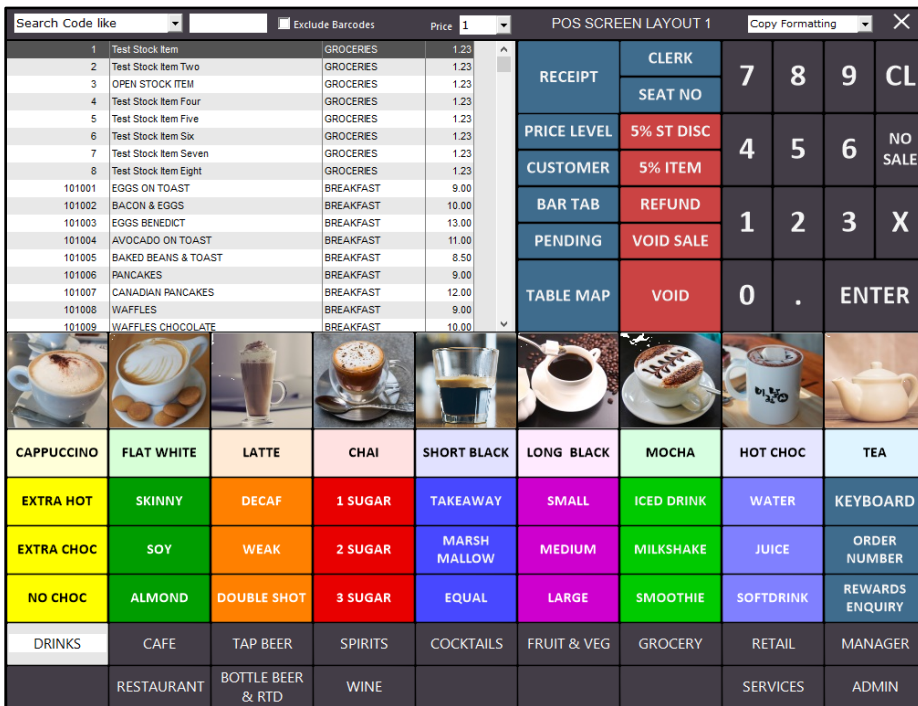 Search Code like
Exclude Barcodes
Price 1
POS SCREEN LAYOUT 1
Copy Formatting
1 Test Stock Item GROCERIES 1.23
2 Test Stock Item Two GROCERIES 1.23
3 OPEN STOCK ITEM GROCERIES 1.23
4 Test Stock Item Four GROCERIES 1.23
5 Test Stock Item Five GROCERIES 1.23
6 Test Stock Item Six GROCERIES 1.23
7 Test Stock Item Seven GROCERIES 1.23
8 Test Stock Item Eight GROCERIES 1.23
101001 EGGS ON TOAST BREAKFAST 9.00
101002 BACON & EGGS BREAKFAST 10.00
101003 EGGS BENEDICT BREAKFAST 13.00
101004 AVOCADO ON TOAST BREAKFAST 11.00
101005 BAKED BEANS & TOAST BREAKFAST 8.50
101006 PANCAKES BREAKFAST 9.00
101007 CANADIAN PANCAKES BREAKFAST 12.00
101008 WAFFLES BREAKFAST 9.00
101009 WAFFLES CHOCOLATE BREAKFAST 10.00
RECEIPT
CLERK
SEAT NO
PRICE LEVEL
5% ST DISC
CUSTOMER
5% ITEM
BAR TAB
REFUND
PENDING
VOID SALE
TABLE MAP
VOID
7 8 9 CL
4 5 6 NO
SALE
1 2 3 X
0 . ENTER
CAPPUCCINO FLAT WHITE LATTE CHAI SHORT BLACK LONG BLACK MOCHA HOT CHOC TEA
EXTRA HOT SKINNY DECAF 1 SUGAR TAKEAWAY SMALL ICED DRINK WATER KEYBOARD
EXTRA CHOC SOY WEAK 2 SUGAR MARSH
MALLOW MEDIUM MILKSHAKE JUICE ORDER
NUMBER
NO CHOC ALMOND DOUBLE SHOT 3 SUGAR EQUAL LARGE SMOOTHIE SOFTDRINK REWARDS
ENQUIRY
DRINKS CAFE TAP BEER SPIRITS COCKTAILS FRUIT & VEG GROCERY RETAIL MANAGER
RESTAURANT BOTTLE BEER
& RTD WINE SERVICES ADMIN